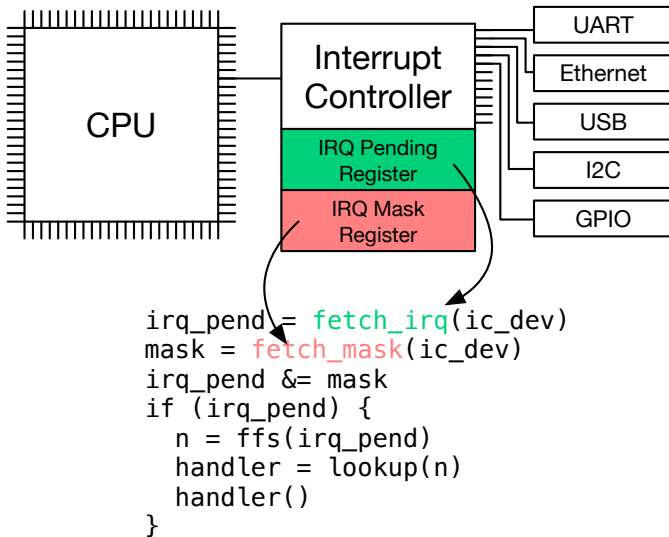 CPU
Interrupt
Controller
IRQ Pending
Register
IRQ Mask
Register
UART
Ethernet
USB
I2C
GPIO
irq_pend = fetch_irq(ic_dev)
mask = fetch_mask(ic_dev)
irq_pend &= mask
if (irq_pend) {
  n = ffs(irq_pend)
  handler = lookup(n)
  handler()
}